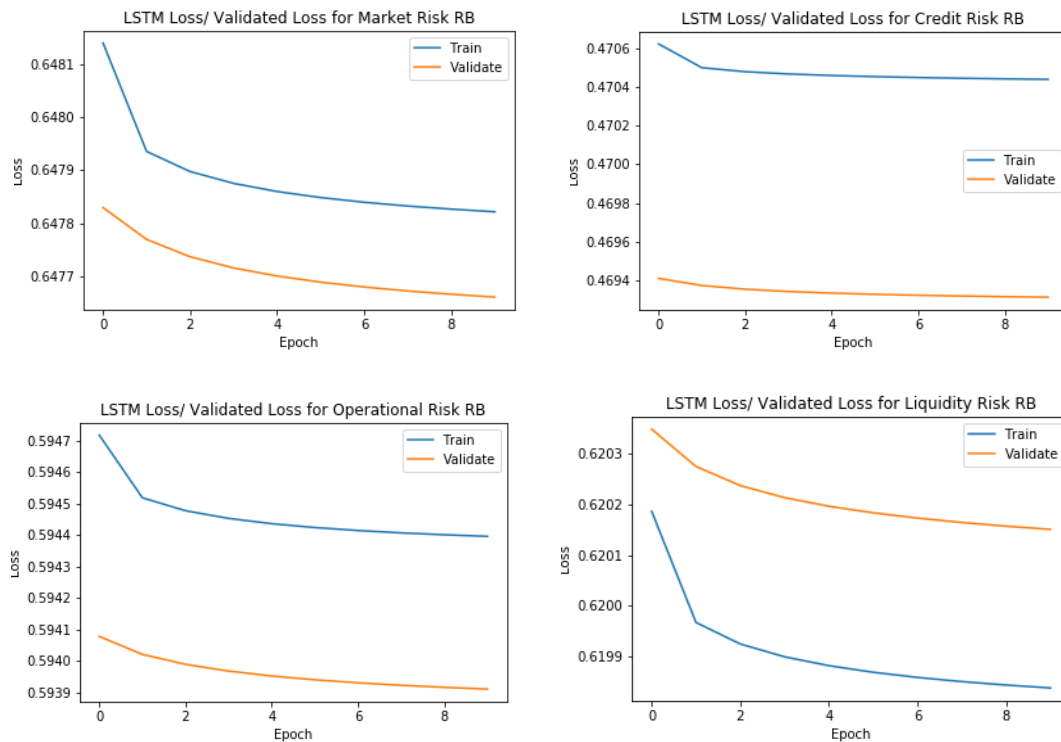 LSTM Loss/ Validated Loss for Market Risk RB
Train
Validate
0.6481
0.6480
0.6479
0.6478
0.6477
Loss
0 2 4 6 8
Epoch
LSTM Loss/ Validated Loss for Credit Risk RB
Train
Validate
0.4706
0.4704
0.4702
0.4700
0.4698
0.4696
0.4694
Loss
0 2 4 6 8
Epoch
LSTM Loss/ Validated Loss for Operational Risk RB
Train
Validate
0.5947
0.5946
0.5945
0.5944
0.5943
0.5942
0.5941
0.5940
0.5939
Loss
0 2 4 6 8
Epoch
LSTM Loss/ Validated Loss for Liquidity Risk RB
Train
Validate
0.6203
0.6202
0.6201
0.6200
0.6199
Loss
0 2 4 6 8
Epoch